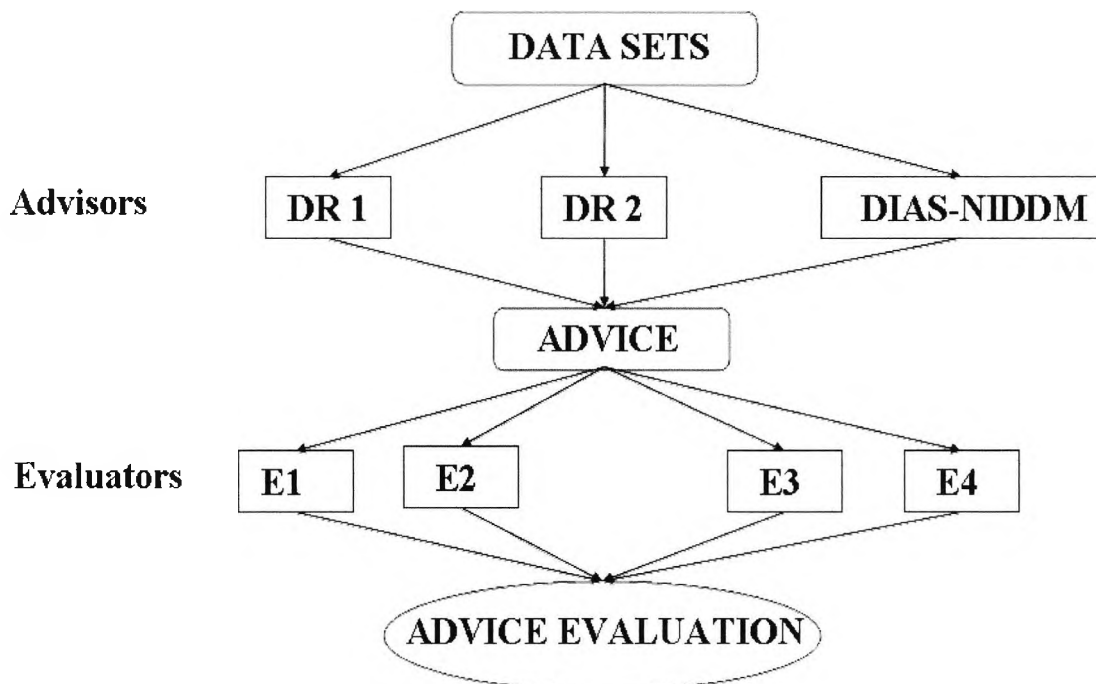 DATA SETS
Advisors
DR 1
DR 2
DIAS-NIDDM
ADVICE
Evaluators
E1
E2
E3
E4
ADVICE EVALUATION